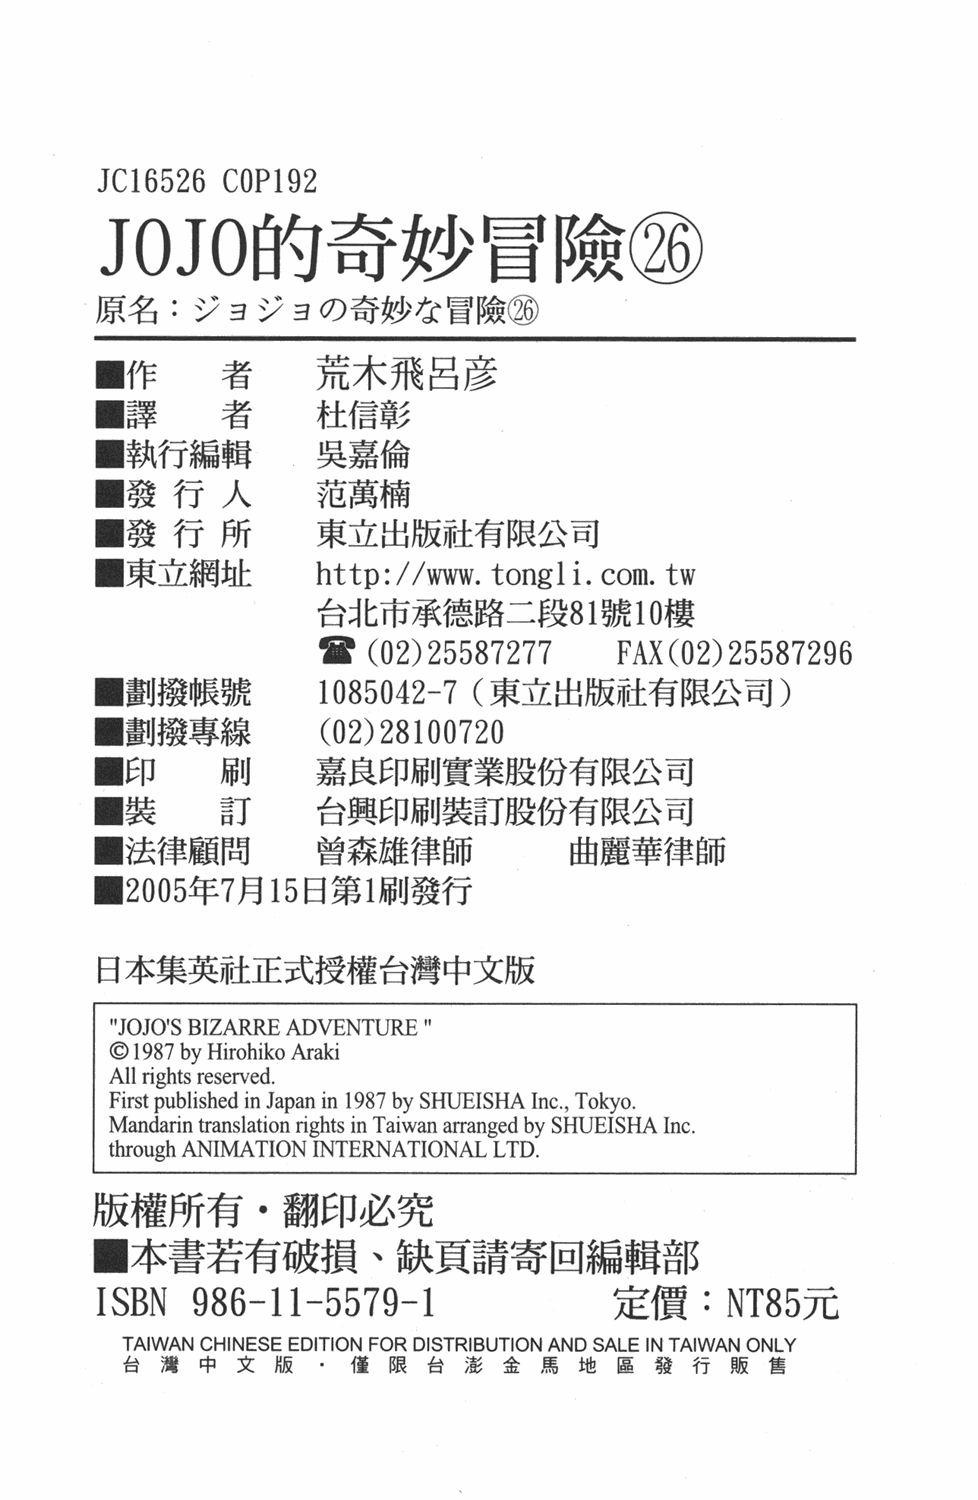 JC16526 COP192
JOJO的奇妙冒險㉖
原名：ジョジョの奇妙な冒險㉖
■作　　者　荒木飛呂彦
■譯　　者　杜信彰
■執行編輯　吳嘉倫
■發 行 人　范萬楠
■發 行 所　東立出版社有限公司
■東立網址　http://www.tongli.com.tw
台北市承德路二段81號10樓
☎(02)25587277　FAX(02)25587296
■劃撥帳號　1085042-7（東立出版社有限公司）
■劃撥專線　(02)28100720
■印　　刷　嘉良印刷實業股份有限公司
■裝　　訂　台興印刷裝訂股份有限公司
■法律顧問　曾森雄律師　　曲麗華律師
■2005年7月15日第1刷發行
日本集英社正式授權台灣中文版
"JOJO'S BIZARRE ADVENTURE "
©1987 by Hirohiko Araki
All rights reserved.
First published in Japan in 1987 by SHUEISHA Inc., Tokyo.
Mandarin translation rights in Taiwan arranged by SHUEISHA Inc.
through ANIMATION INTERNATIONAL LTD.
版權所有・翻印必究
■本書若有破損、缺頁請寄回編輯部
ISBN 986-11-5579-1　定價：NT85元
TAIWAN CHINESE EDITION FOR DISTRIBUTION AND SALE IN TAIWAN ONLY
台灣中文版・僅限台澎金馬地區發行販售